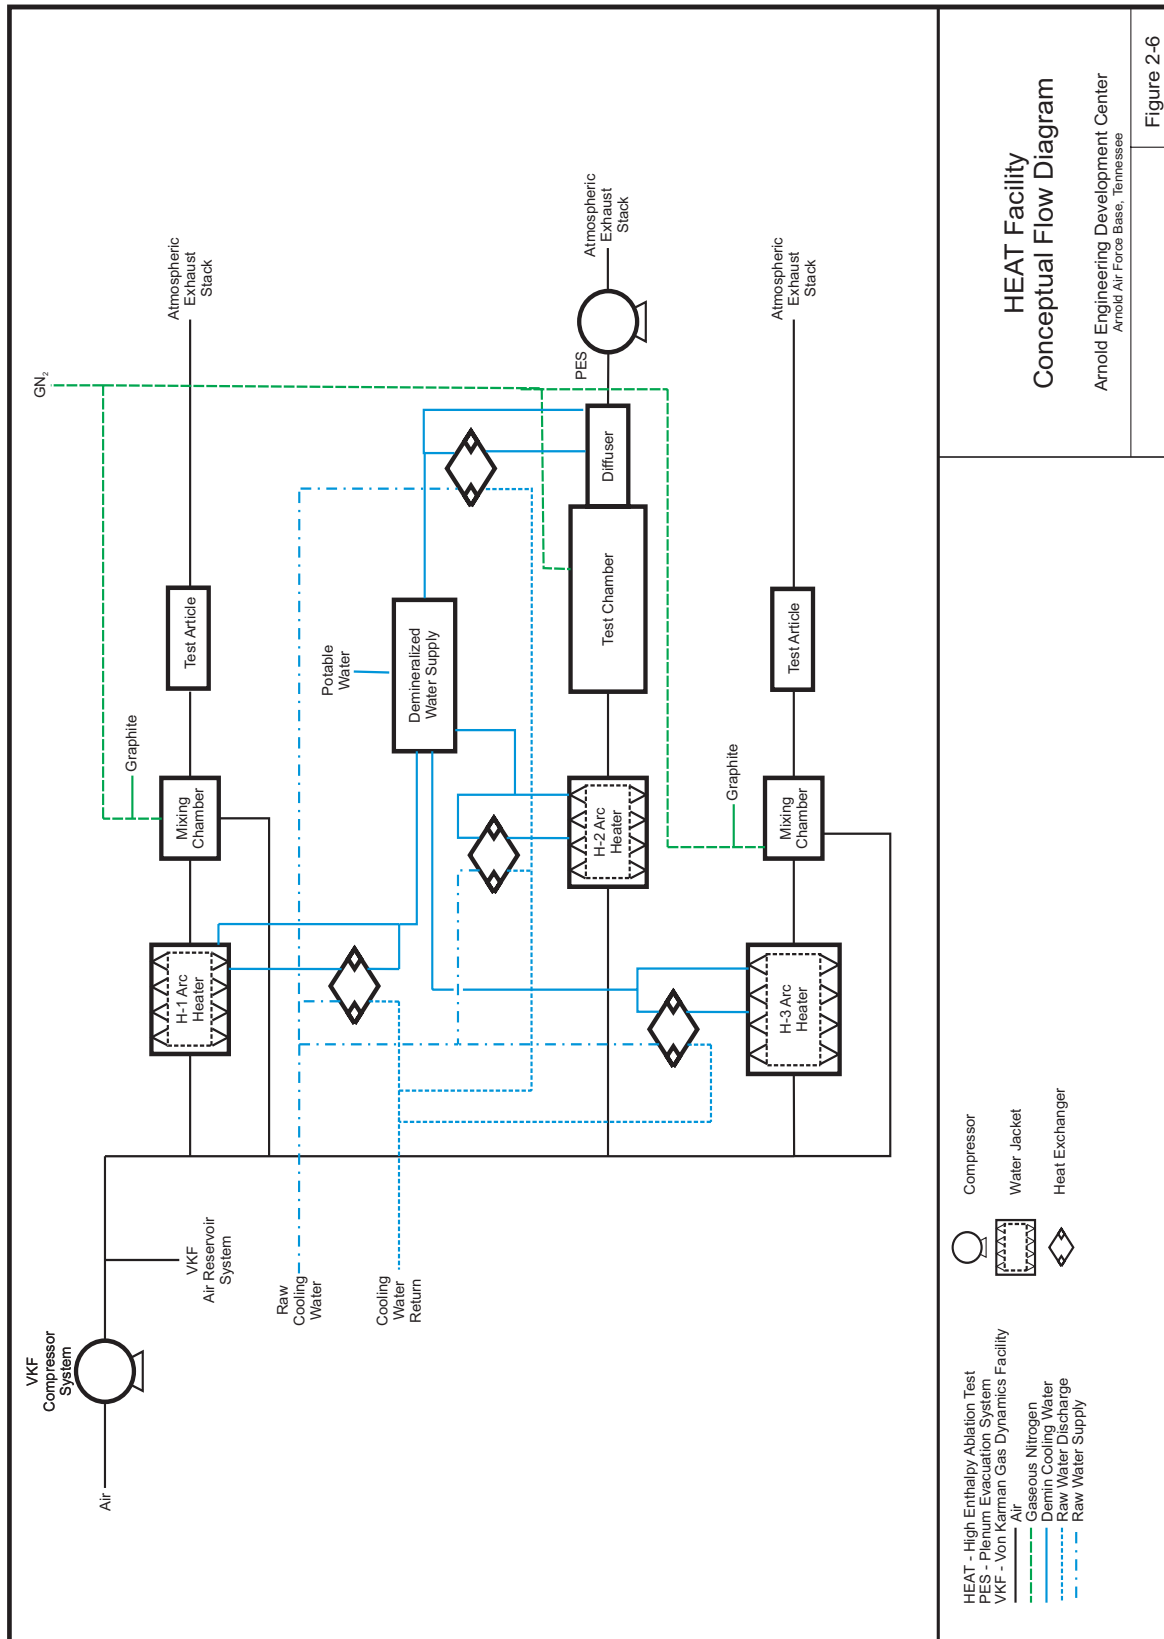 VKF
Compressor
System
Air
VKF
Air Reservoir
System
Raw
Cooling
Water
Cooling
Water
Return
H-1 Arc
Heater
Mixing
Chamber
Graphite
Test Article
GN₂
Atmospheric
Exhaust
Stack
Potable
Water
Demineralized
Water Supply
H-2 Arc
Heater
Test Chamber
Diffuser
PES
Atmospheric
Exhaust
Stack
H-3 Arc
Heater
Mixing
Chamber
Graphite
Test Article
Atmospheric
Exhaust
Stack
HEAT - High Enthalpy Ablation Test
PES - Plenum Evacuation System
VKF - Von Karman Gas Dynamics Facility
Air
Gaseous Nitrogen
Demin Cooling Water
Raw Water Discharge
Raw Water Supply
Compressor
Water Jacket
Heat Exchanger
HEAT Facility
Conceptual Flow Diagram
Arnold Engineering Development Center
Arnold Air Force Base, Tennessee
Figure 2-6